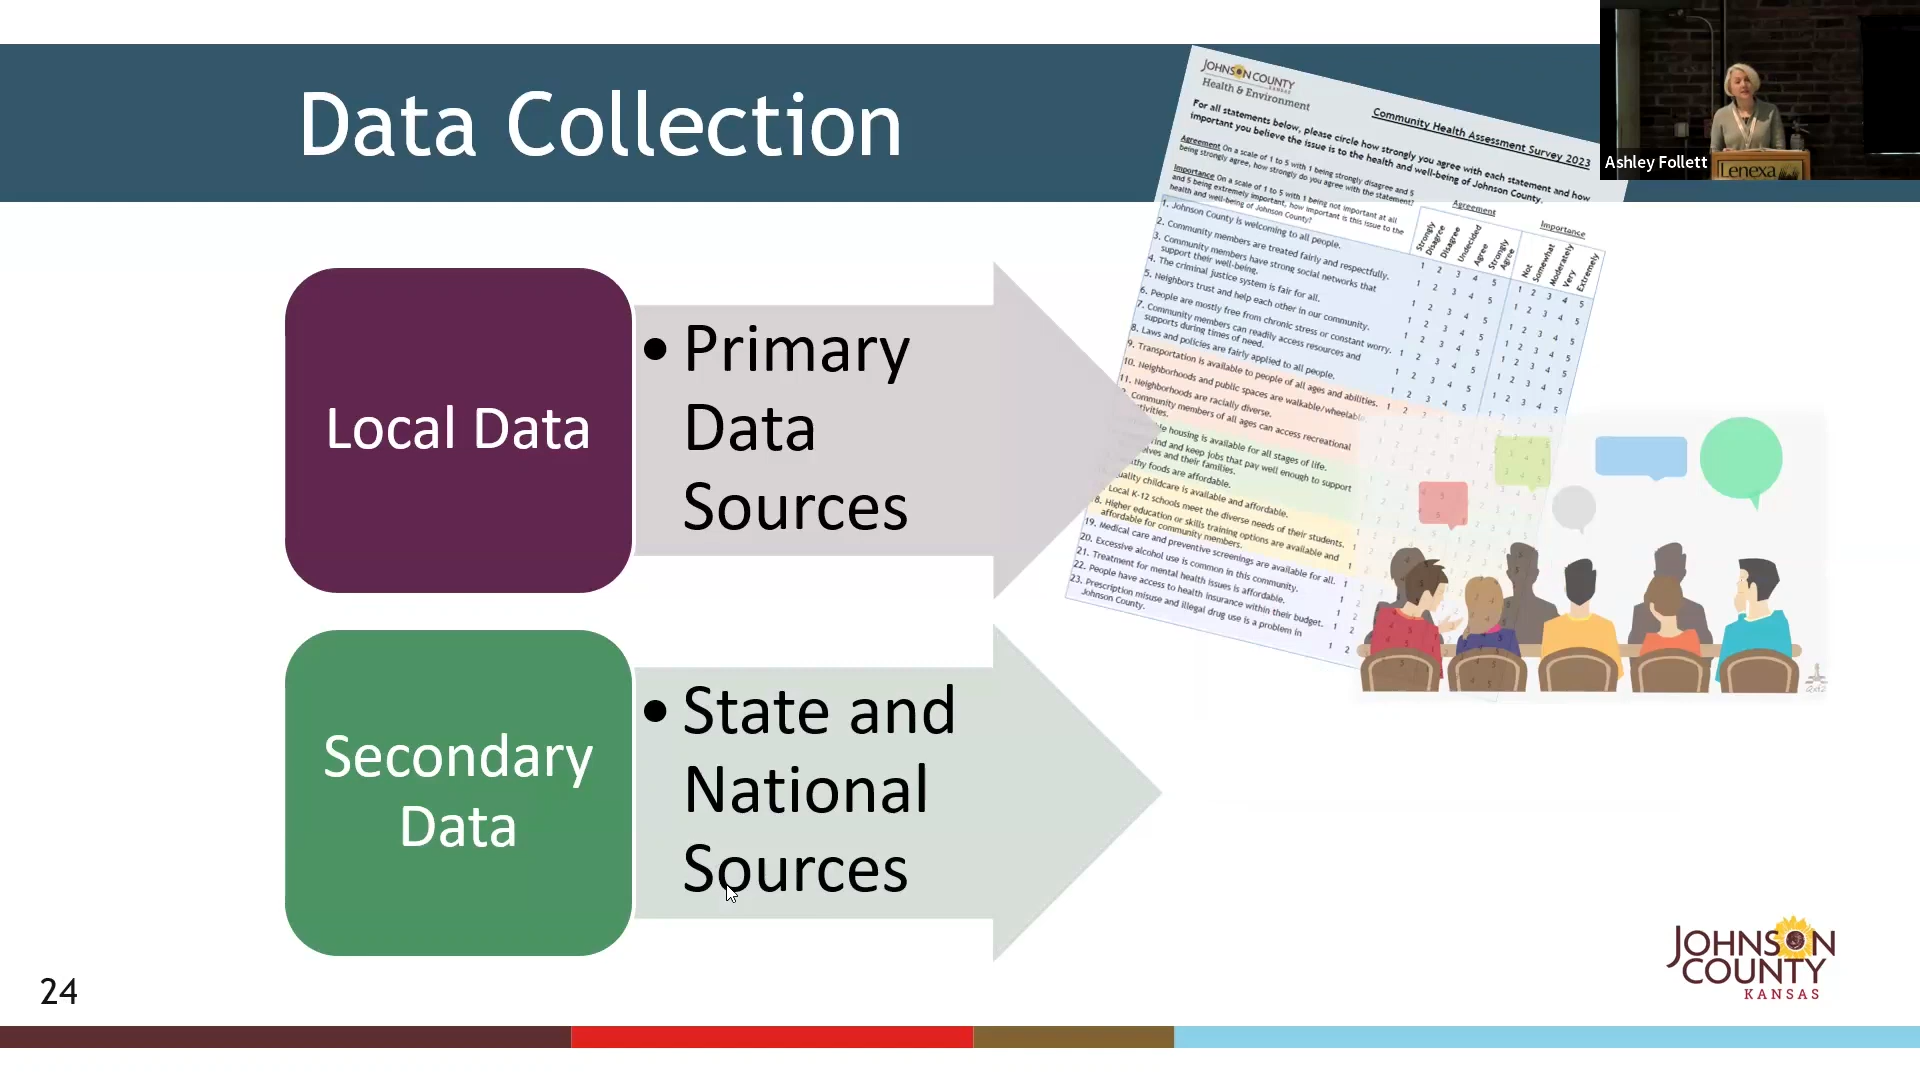 Data Collection
Ashley Follett
Lenexa
JOHNSON COUNTY
KANSAS
Health & Environment
Community Health Assessment Survey 2023
For all statements below, please circle how strongly you agree with each statement and how
important you believe the issue is to the health and well-being of Johnson County.
Agreement On a scale of 1 to 5 with 1 being strongly disagree and 5
being strongly agree, how strongly do you agree with the statement?
Importance On a scale of 1 to 5 with 1 being not important at all
and 5 being extremely important, how important is this issue to the
health and well-being of Johnson County?
Agreement
Importance
Strongly Disagree
Disagree
Undecided
Agree
Strongly Agree
Not
Somewhat
Moderately
Very
Extremely
1. Johnson County is welcoming to all people.
2. Community members are treated fairly and respectfully.
3. Community members have strong social networks that
support their well-being.
4. The criminal justice system is fair for all.
5. Neighbors trust and help each other in our community.
6. People are mostly free from chronic stress or constant worry.
7. Community members can readily access resources and
supports during times of need.
8. Laws and policies are fairly applied to all people.
9. Transportation is available to people of all ages and abilities.
10. Neighborhoods and public spaces are walkable/wheelable.
11. Neighborhoods are racially diverse.
Community members of all ages can access recreational
housing is available for all stages of life.
and keep jobs that pay well enough to support
and their families.
foods are affordable.
childcare is available and affordable.
Local K-12 schools meet the diverse needs of their students.
Higher education or skills training options are available and
affordable for community members.
19. Medical care and preventive screenings are available for all.
20. Excessive alcohol use is common in this community.
21. Treatment for mental health issues is affordable.
22. People have access to health insurance within their budget.
23. Prescription misuse and illegal drug use is a problem in
Johnson County.
Local Data
• Primary
Data
Sources
Secondary
Data
• State and
National
Sources
JOHNSON
COUNTY
KANSAS
24